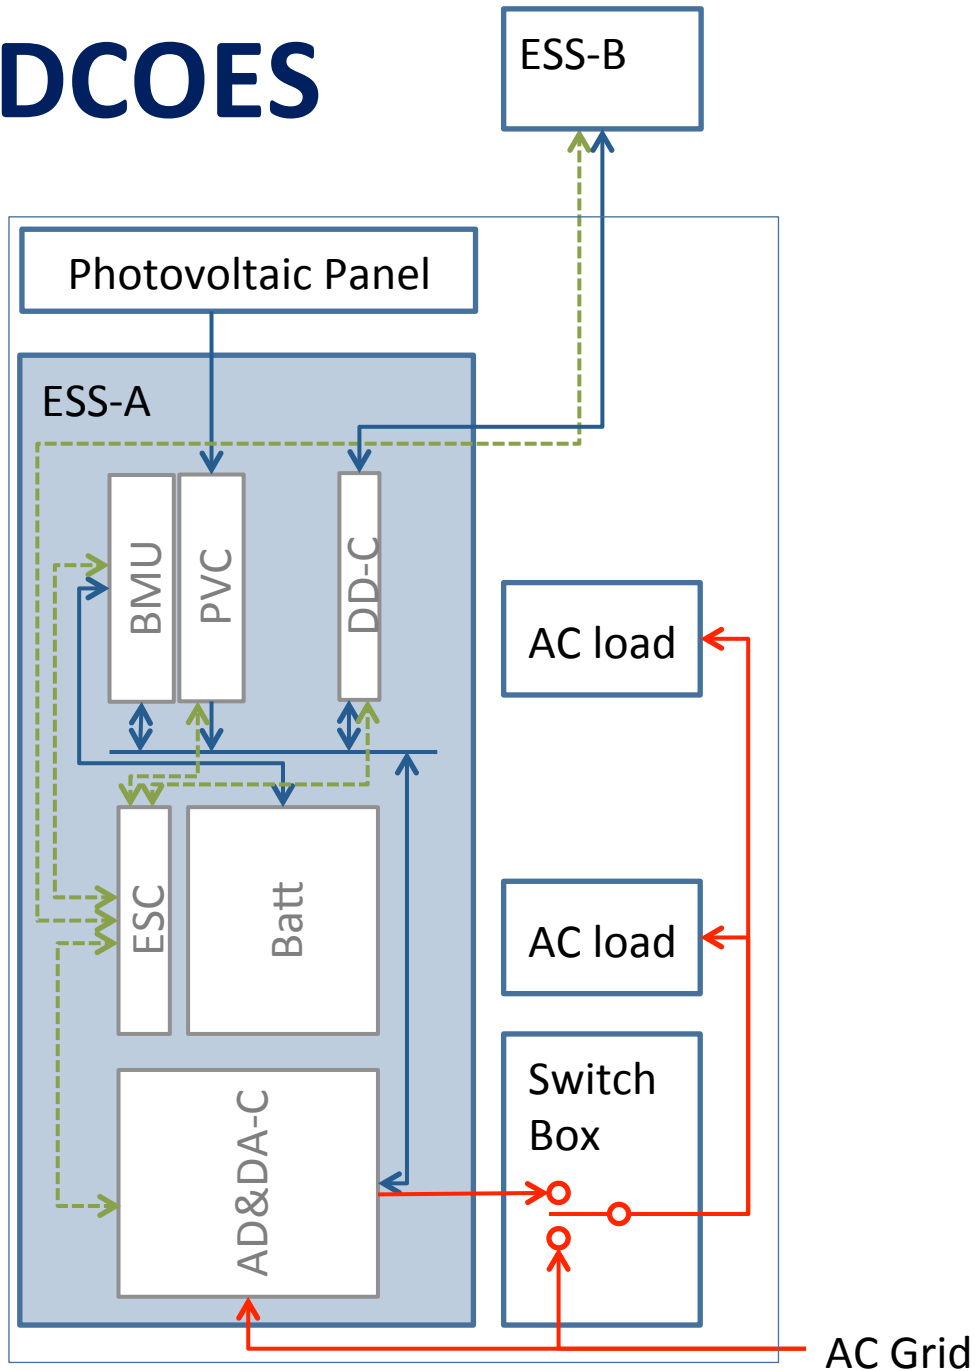 DCOES
ESS-B
Photovoltaic Panel
ESS-A
BMU
PVC
DD-C
AC load
ESC
Batt
AC load
AD&DA-C
Switch
Box
AC Grid